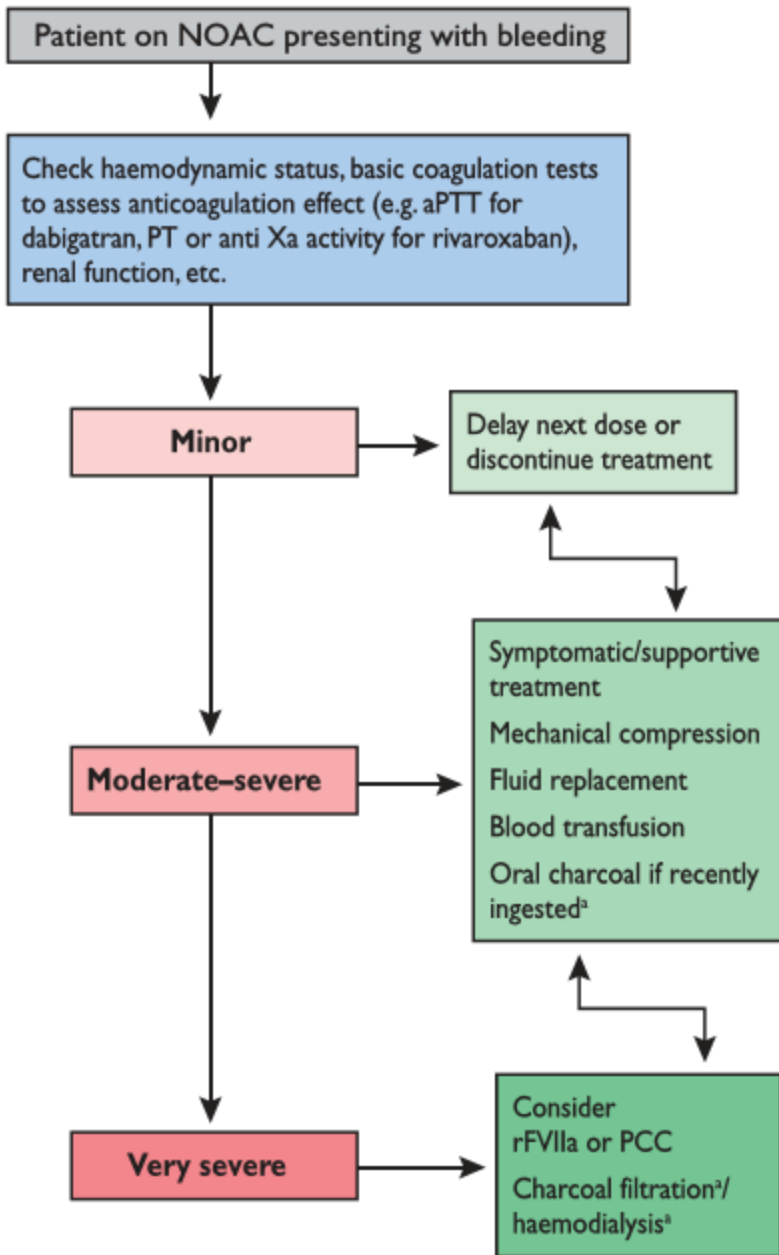 Patient on NOAC presenting with bleeding
Check haemodynamic status, basic coagulation tests
to assess anticoagulation effect (e.g. aPTT for
dabigatran, PT or anti Xa activity for rivaroxaban),
renal function, etc.
Minor
Delay next dose or
discontinue treatment
Moderate–severe
Symptomatic/supportive
treatment
Mechanical compression
Fluid replacement
Blood transfusion
Oral charcoal if recently
ingestedᵃ
Very severe
Consider
rFVIIa or PCC
Charcoal filtrationᵃ/
haemodialysisᵃ